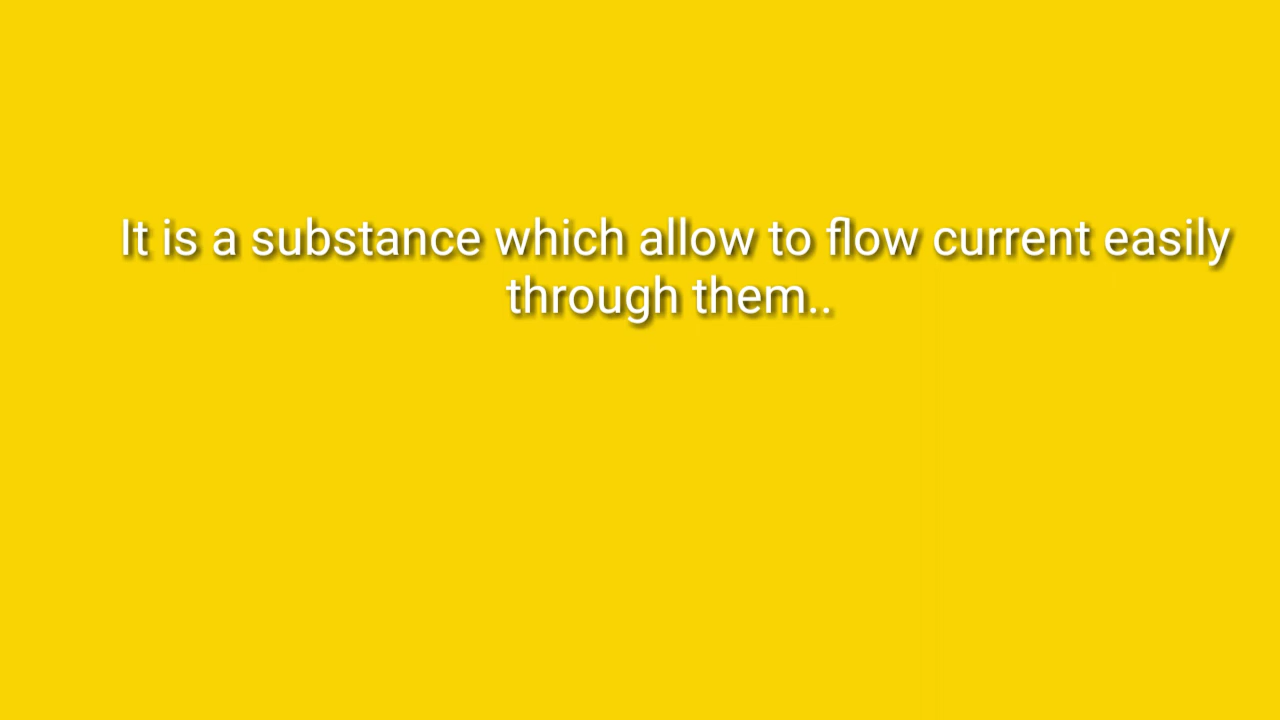 It is a substance which allow to flow current easily
through them..